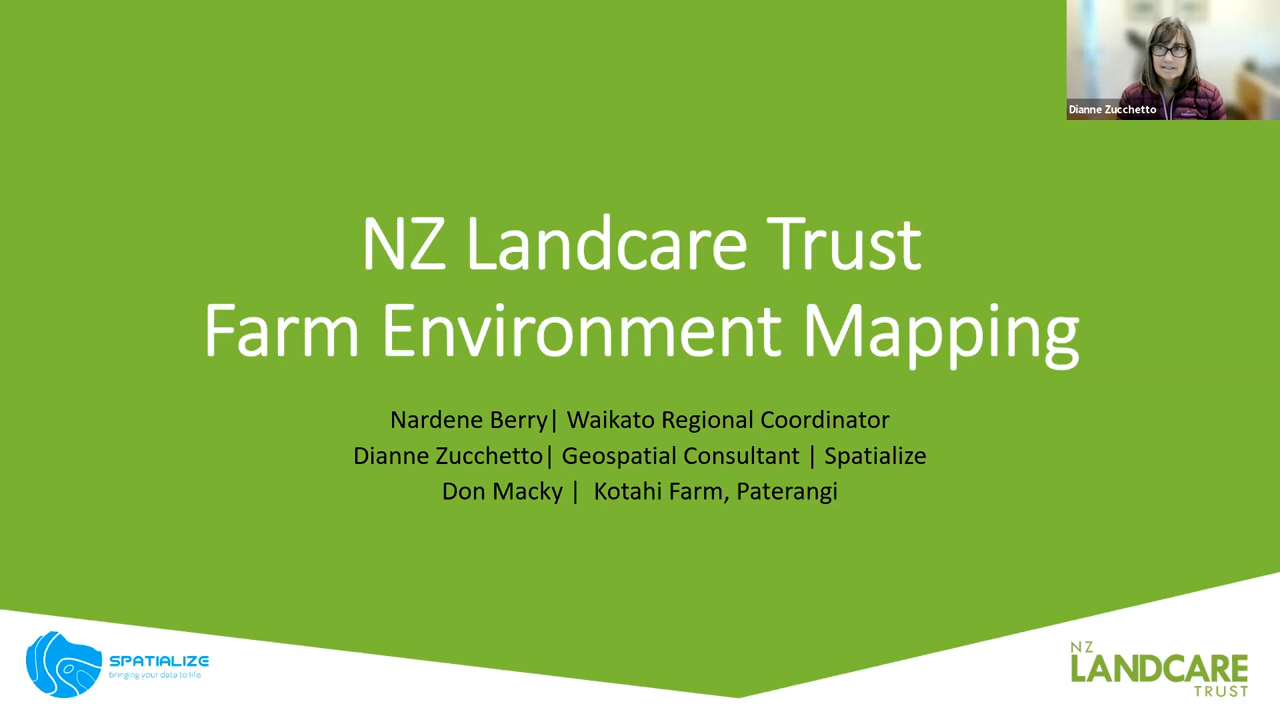 Dianne Zucchetto
NZ Landcare Trust
Farm Environment Mapping
Nardene Berry| Waikato Regional Coordinator
Dianne Zucchetto| Geospatial Consultant | Spatialize
Don Macky | Kotahi Farm, Paterangi
SPATIALIZE
bringing your data to life
NZ
LANDCARE
TRUST